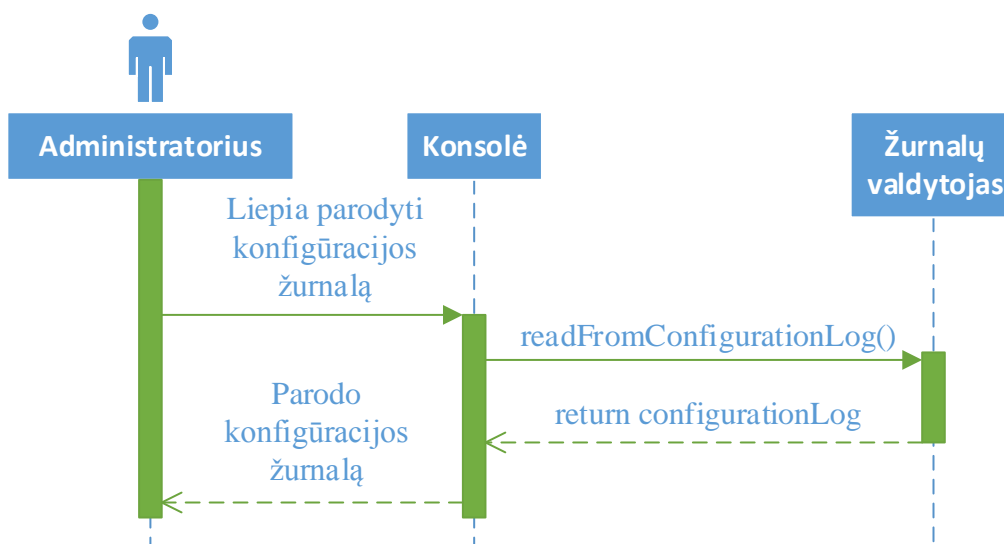 Administratorius
Konsolė
Žurnalų
valdytojas
Liepia parodyti
konfigūracijos
žurnalą
readFromConfigurationLog()
return configurationLog
Parodo
konfigūracijos
žurnalą